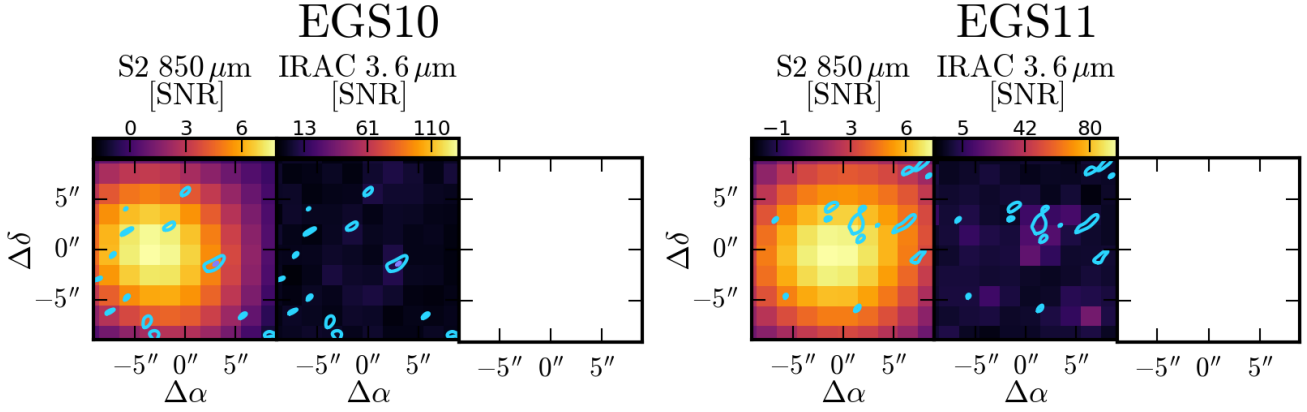 EGS10 EGS11
S2 850 μm IRAC 3.6 μm S2 850 μm IRAC 3.6 μm
[SNR] [SNR] [SNR] [SNR]
0 3 6 13 61 110 −1 3 6 5 42 80
5″ 5″
Δδ 0″ Δδ 0″
−5″ −5″
−5″ 0″ 5″ −5″ 0″ 5″ −5″ 0″ 5″ −5″ 0″ 5″ −5″ 0″ 5″ −5″ 0″ 5″
Δα Δα Δα Δα